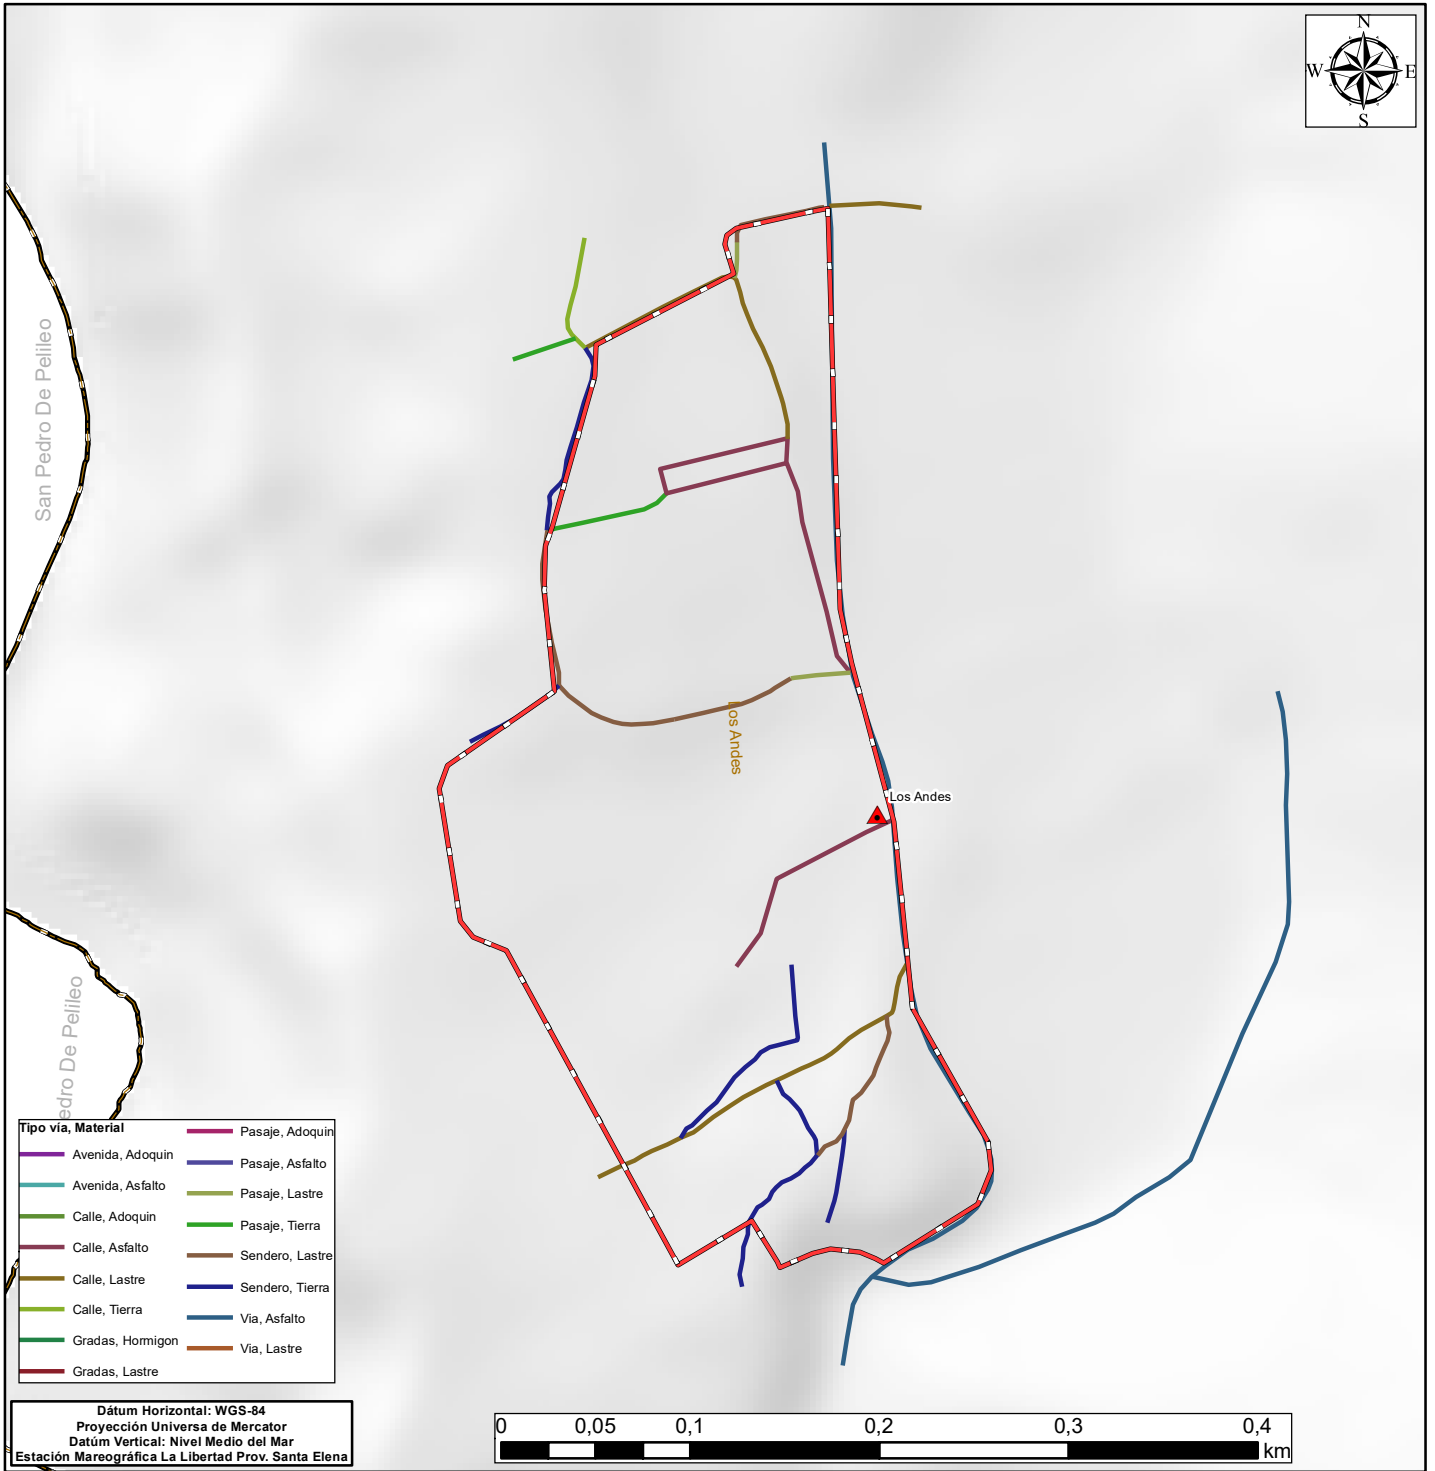 N
W E
S
San Pedro De Pelileo
Los Andes
Los Andes
edro De Pelileo
Tipo vía, Material
Avenida, Adoquin
Avenida, Asfalto
Calle, Adoquin
Calle, Asfalto
Calle, Lastre
Calle, Tierra
Gradas, Hormigon
Gradas, Lastre
Pasaje, Adoquin
Pasaje, Asfalto
Pasaje, Lastre
Pasaje, Tierra
Sendero, Lastre
Sendero, Tierra
Via, Asfalto
Via, Lastre
Dátum Horizontal: WGS-84
Proyección Universa de Mercator
Datúm Vertical: Nivel Medio del Mar
Estación Mareográfica La Libertad Prov. Santa Elena
0 0,05 0,1 0,2 0,3 0,4
km